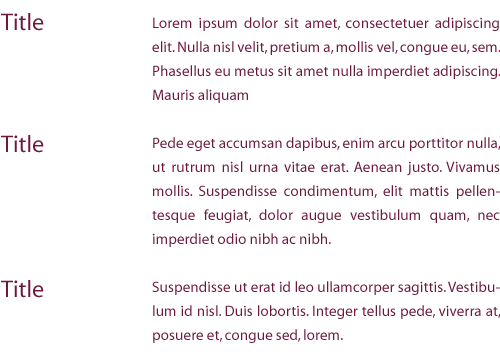 Title
Lorem ipsum dolor sit amet, consectetuer adipiscing
elit. Nulla nisl velit, pretium a, mollis vel, congue eu, sem.
Phasellus eu metus sit amet nulla imperdiet adipiscing.
Mauris aliquam
Title
Pede eget accumsan dapibus, enim arcu porttitor nulla,
ut rutrum nisl urna vitae erat. Aenean justo. Vivamus
mollis. Suspendisse condimentum, elit mattis pellen-
tesque feugiat, dolor augue vestibulum quam, nec
imperdiet odio nibh ac nibh.
Title
Suspendisse ut erat id leo ullamcorper sagittis. Vestibu-
lum id nisl. Duis lobortis. Integer tellus pede, viverra at,
posuere et, congue sed, lorem.